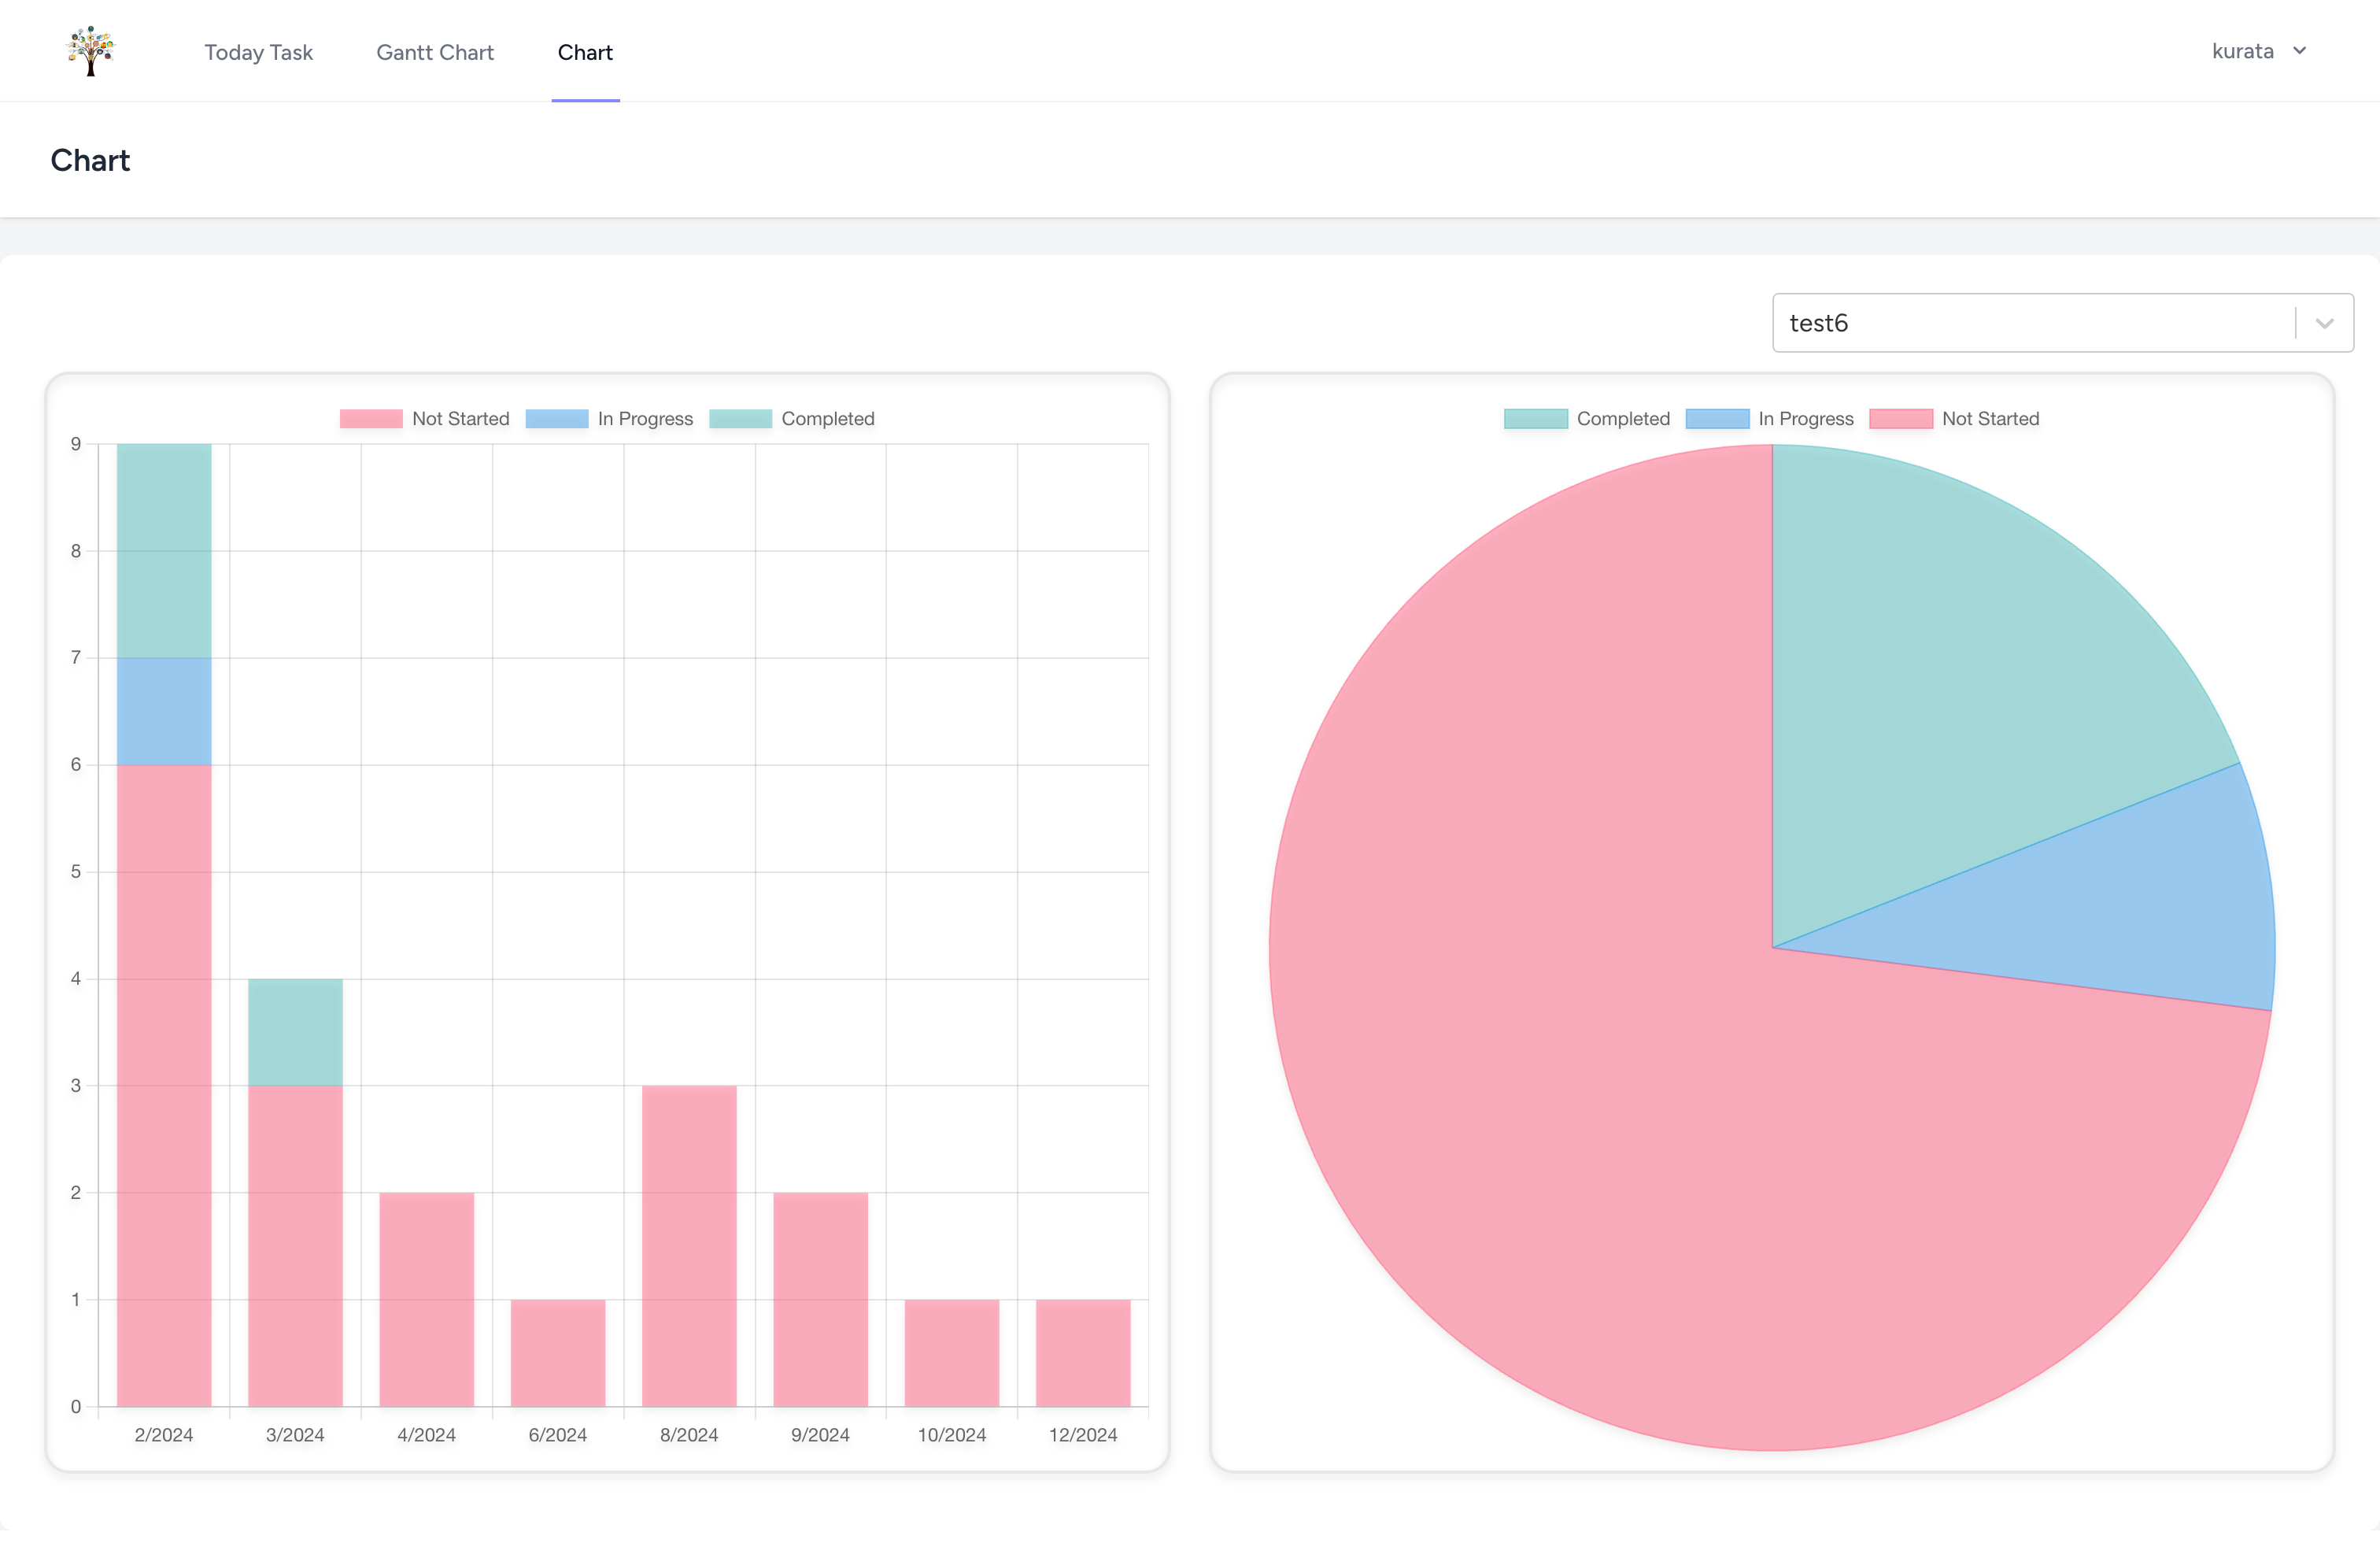 Today Task Gantt Chart Chart kurata
Chart
test6
Not Started In Progress Completed
9
8
7
6
5
4
3
2
1
0
2/2024 3/2024 4/2024 6/2024 8/2024 9/2024 10/2024 12/2024
Completed In Progress Not Started